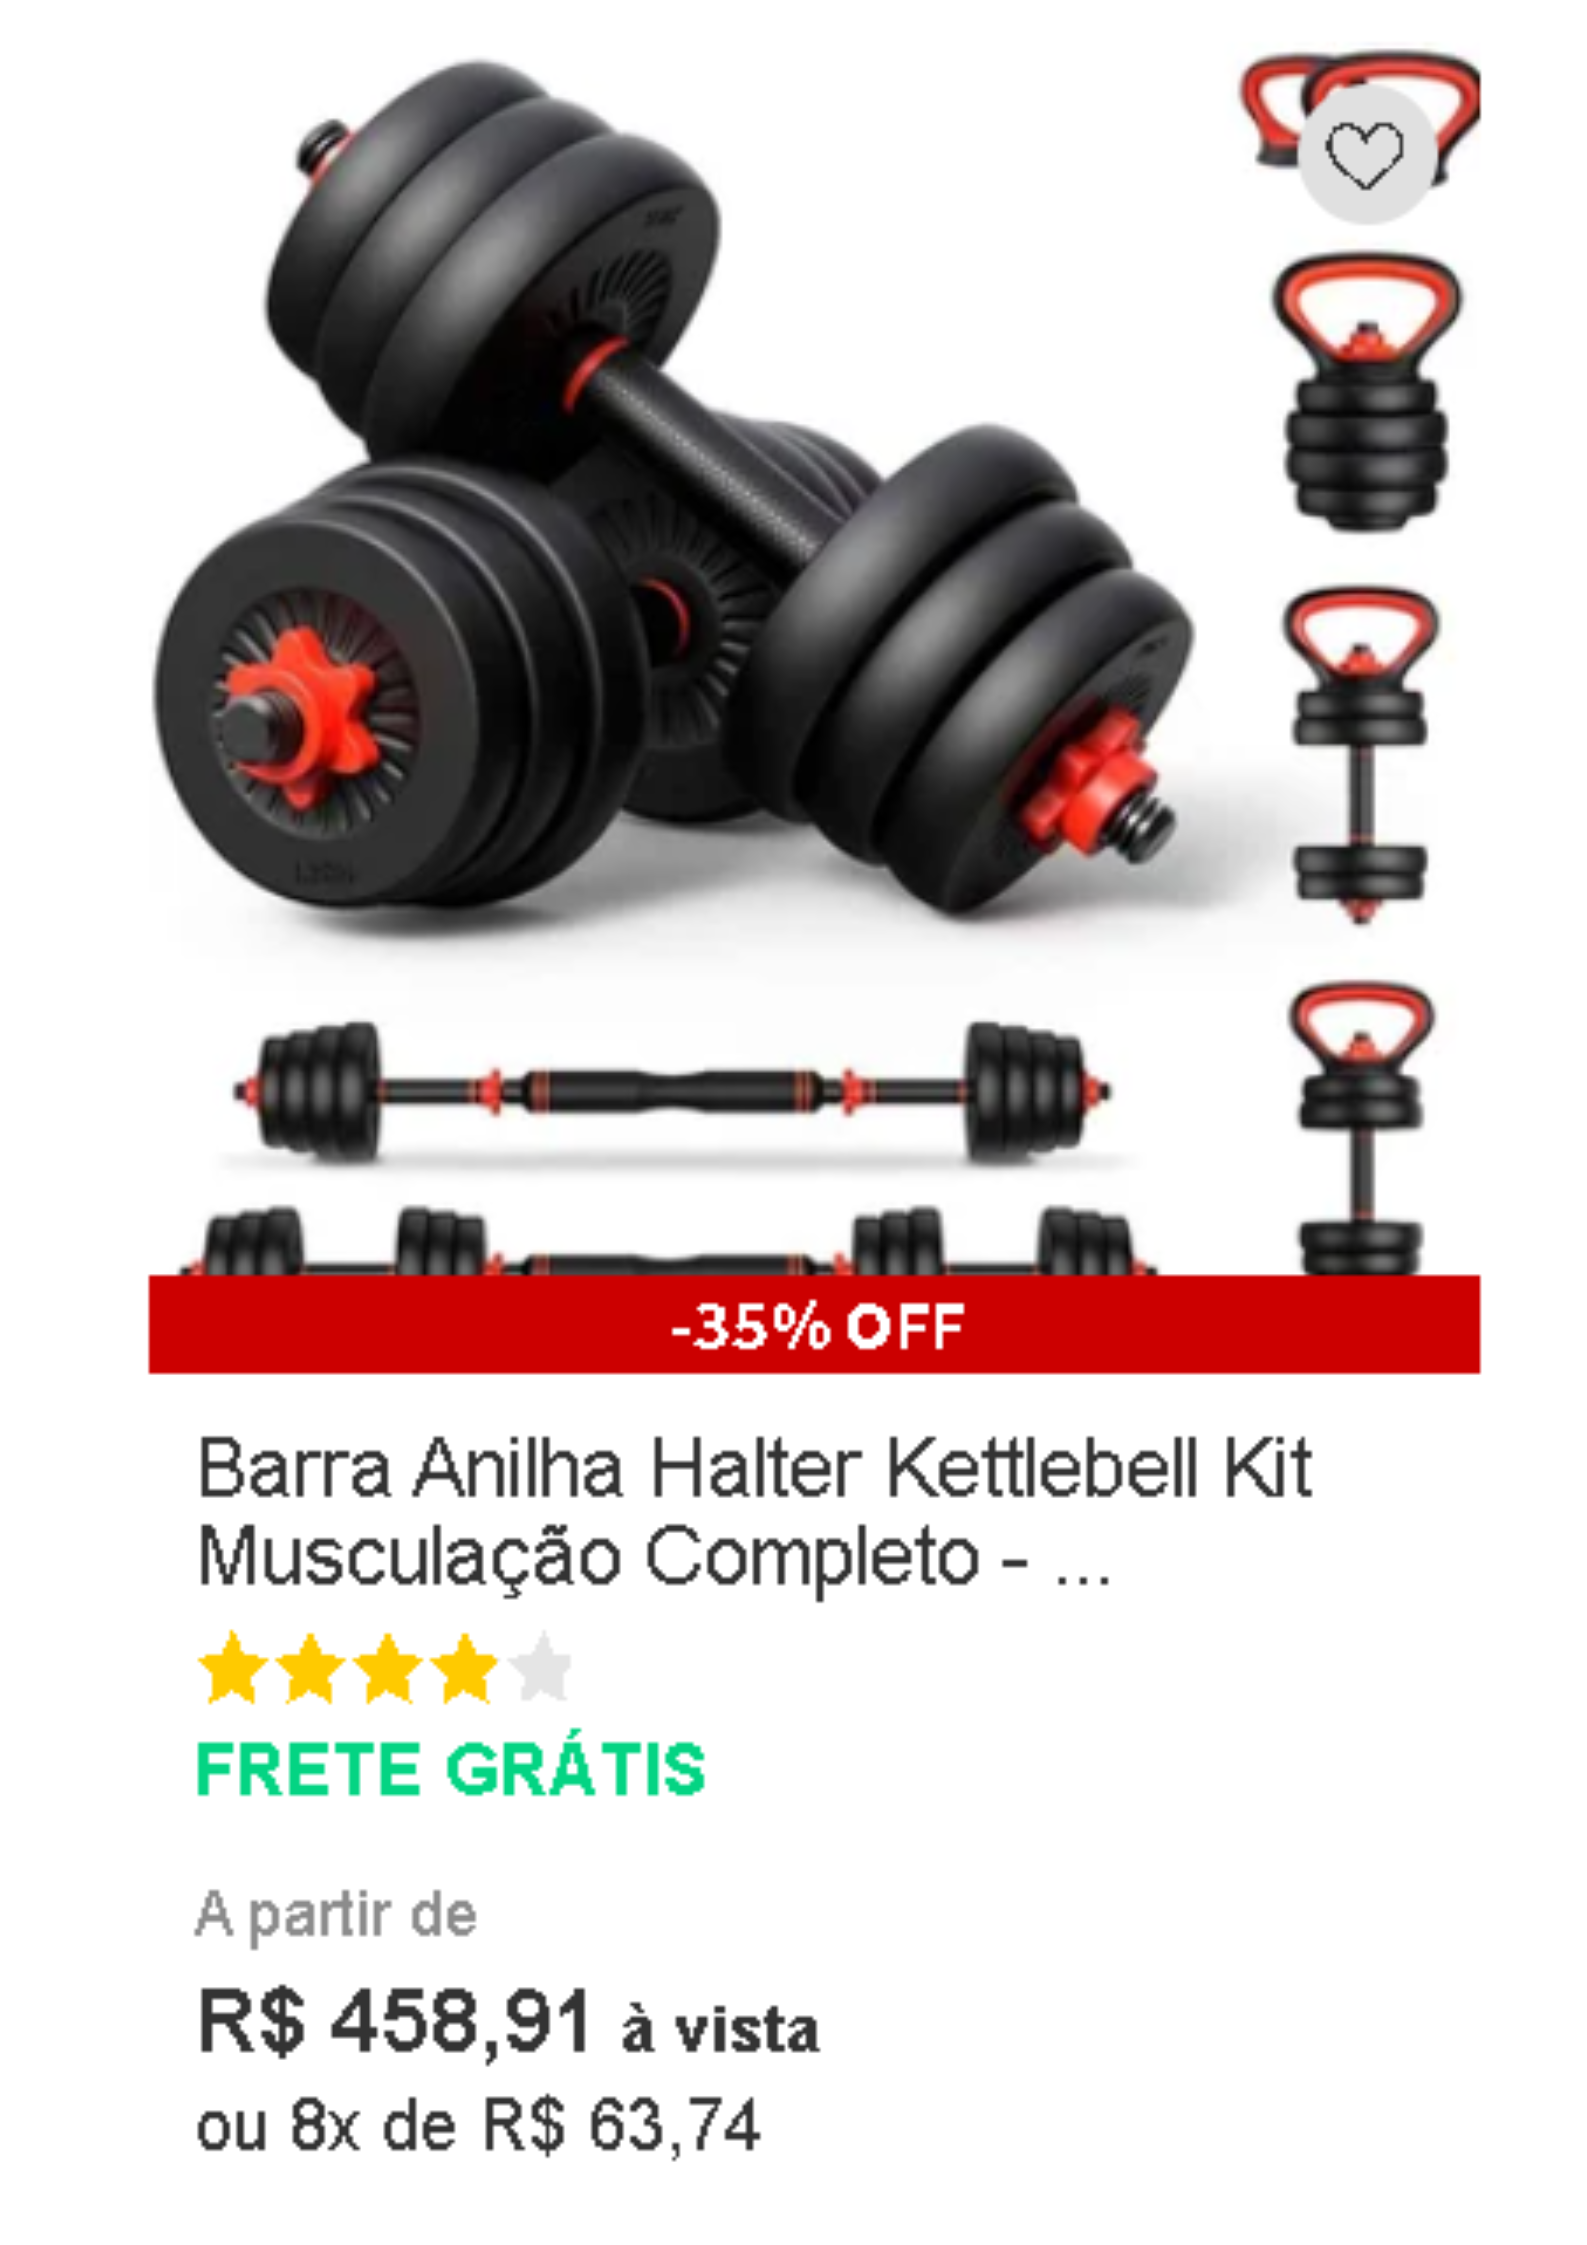 -35% OFF
Barra Anilha Halter Kettlebell Kit
Musculação Completo - ...
FRETE GRÁTIS
A partir de
R$ 458,91 à vista
ou 8x de R$ 63,74